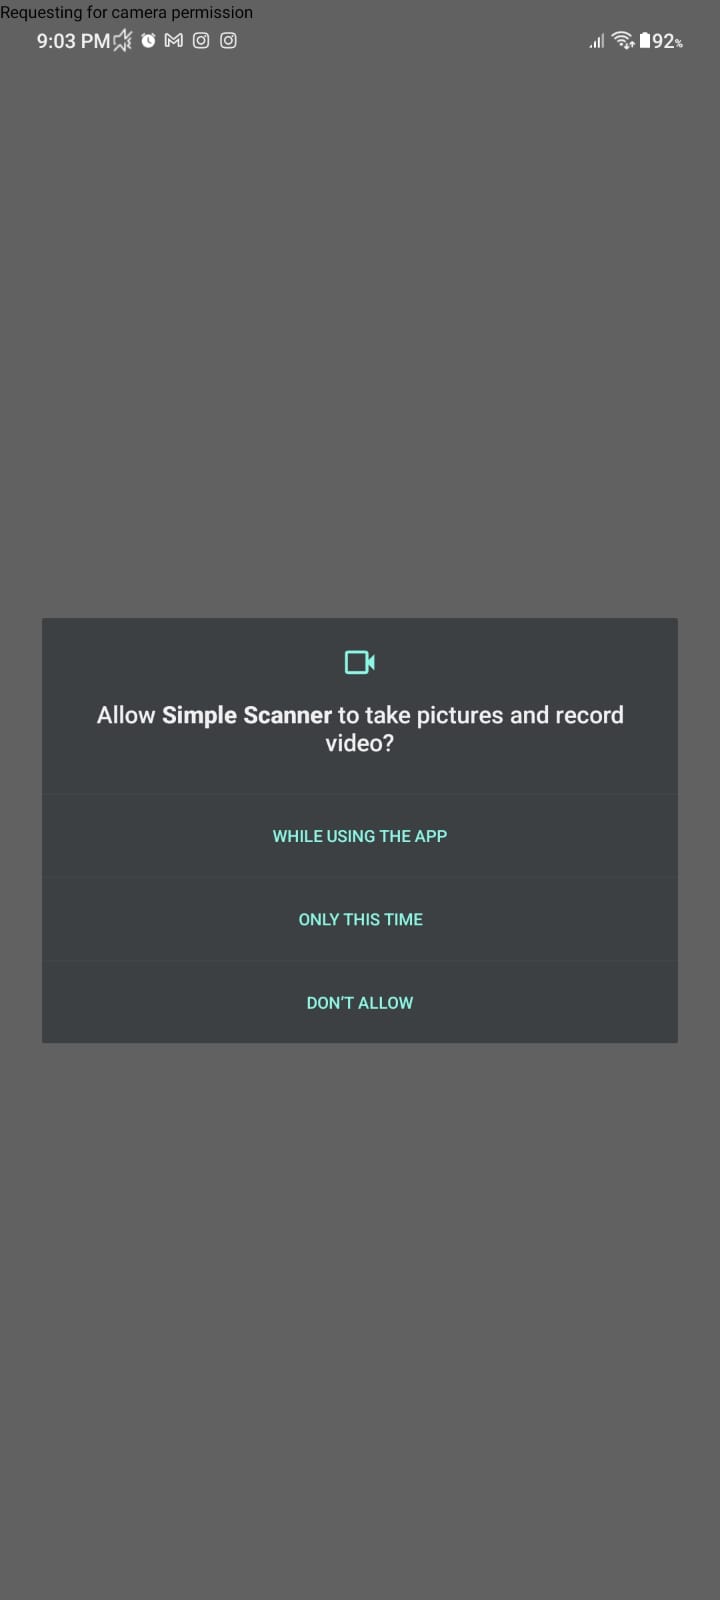 Requesting for camera permission
9:03 PM
92%
Allow Simple Scanner to take pictures and record
video?
WHILE USING THE APP
ONLY THIS TIME
DON'T ALLOW